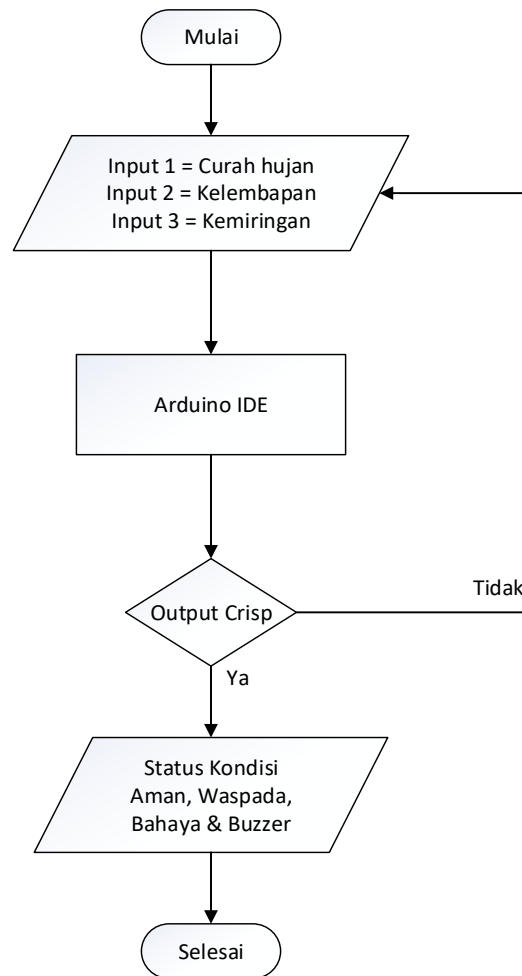 Mulai
Input 1 = Curah hujan
Input 2 = Kelembapan
Input 3 = Kemiringan
Arduino IDE
Output Crisp
Tidak
Ya
Status Kondisi
Aman, Waspada,
Bahaya & Buzzer
Selesai